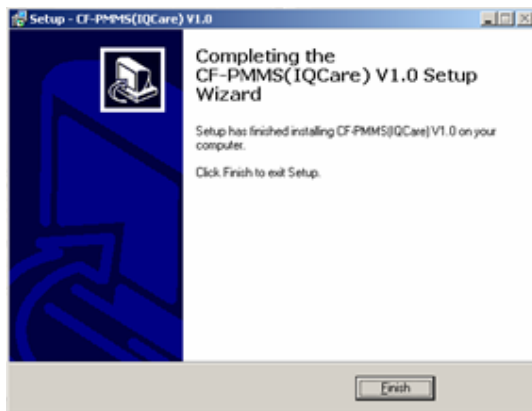 Setup - CF-PMMS(IQCare) V1.0
Completing the
CF-PMMS(IQCare) V1.0 Setup
Wizard
Setup has finished installing CF-PMMS(IQCare) V1.0 on your
computer.
Click Finish to exit Setup.
Finish